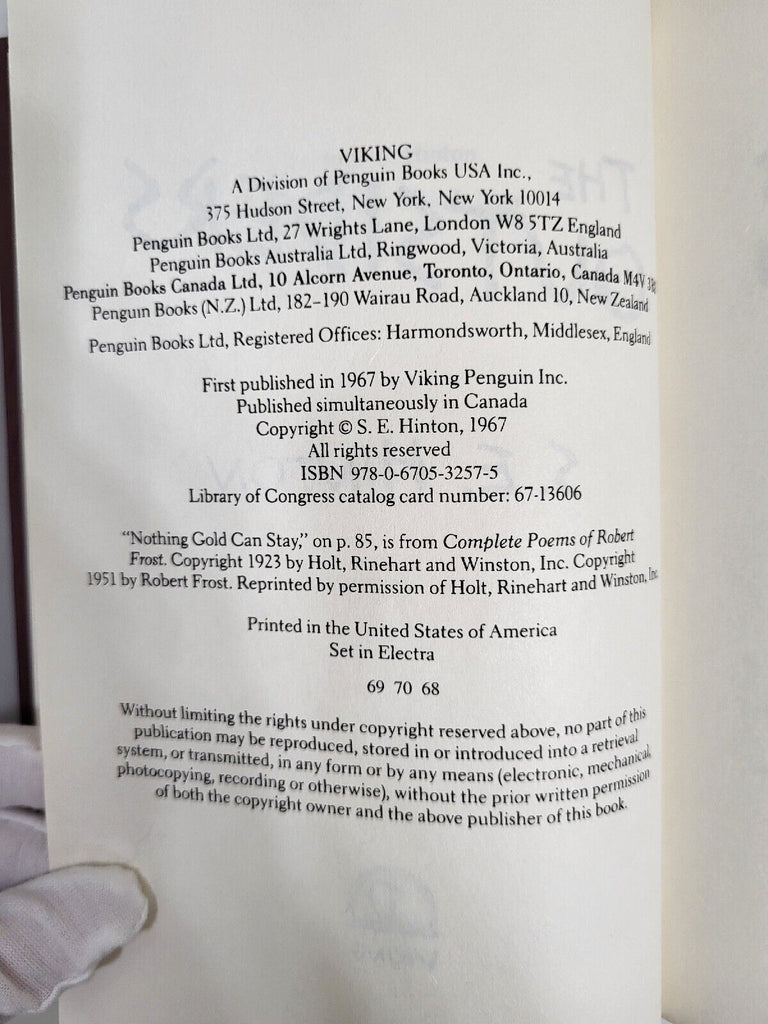 VIKING
A Division of Penguin Books USA Inc.,
375 Hudson Street, New York, New York 10014
Penguin Books Ltd, 27 Wrights Lane, London W8 5TZ England
Penguin Books Australia Ltd, Ringwood, Victoria, Australia
Penguin Books Canada Ltd, 10 Alcorn Avenue, Toronto, Ontario, Canada M4V
Penguin Books (N.Z.) Ltd, 182–190 Wairau Road, Auckland 10, New Zealand
Penguin Books Ltd, Registered Offices: Harmondsworth, Middlesex, England
First published in 1967 by Viking Penguin Inc.
Published simultaneously in Canada
Copyright © S. E. Hinton, 1967
All rights reserved
ISBN 978-0-6705-3257-5
Library of Congress catalog card number: 67-13606
“Nothing Gold Can Stay,” on p. 85, is from Complete Poems of Robert
Frost. Copyright 1923 by Holt, Rinehart and Winston, Inc. Copyright
1951 by Robert Frost. Reprinted by permission of Holt, Rinehart and Winston, Inc.
Printed in the United States of America
Set in Electra
69 70 68
Without limiting the rights under copyright reserved above, no part of this
publication may be reproduced, stored in or introduced into a retrieval
system, or transmitted, in any form or by any means (electronic, mechanical,
photocopying, recording or otherwise), without the prior written permission
of both the copyright owner and the above publisher of this book.